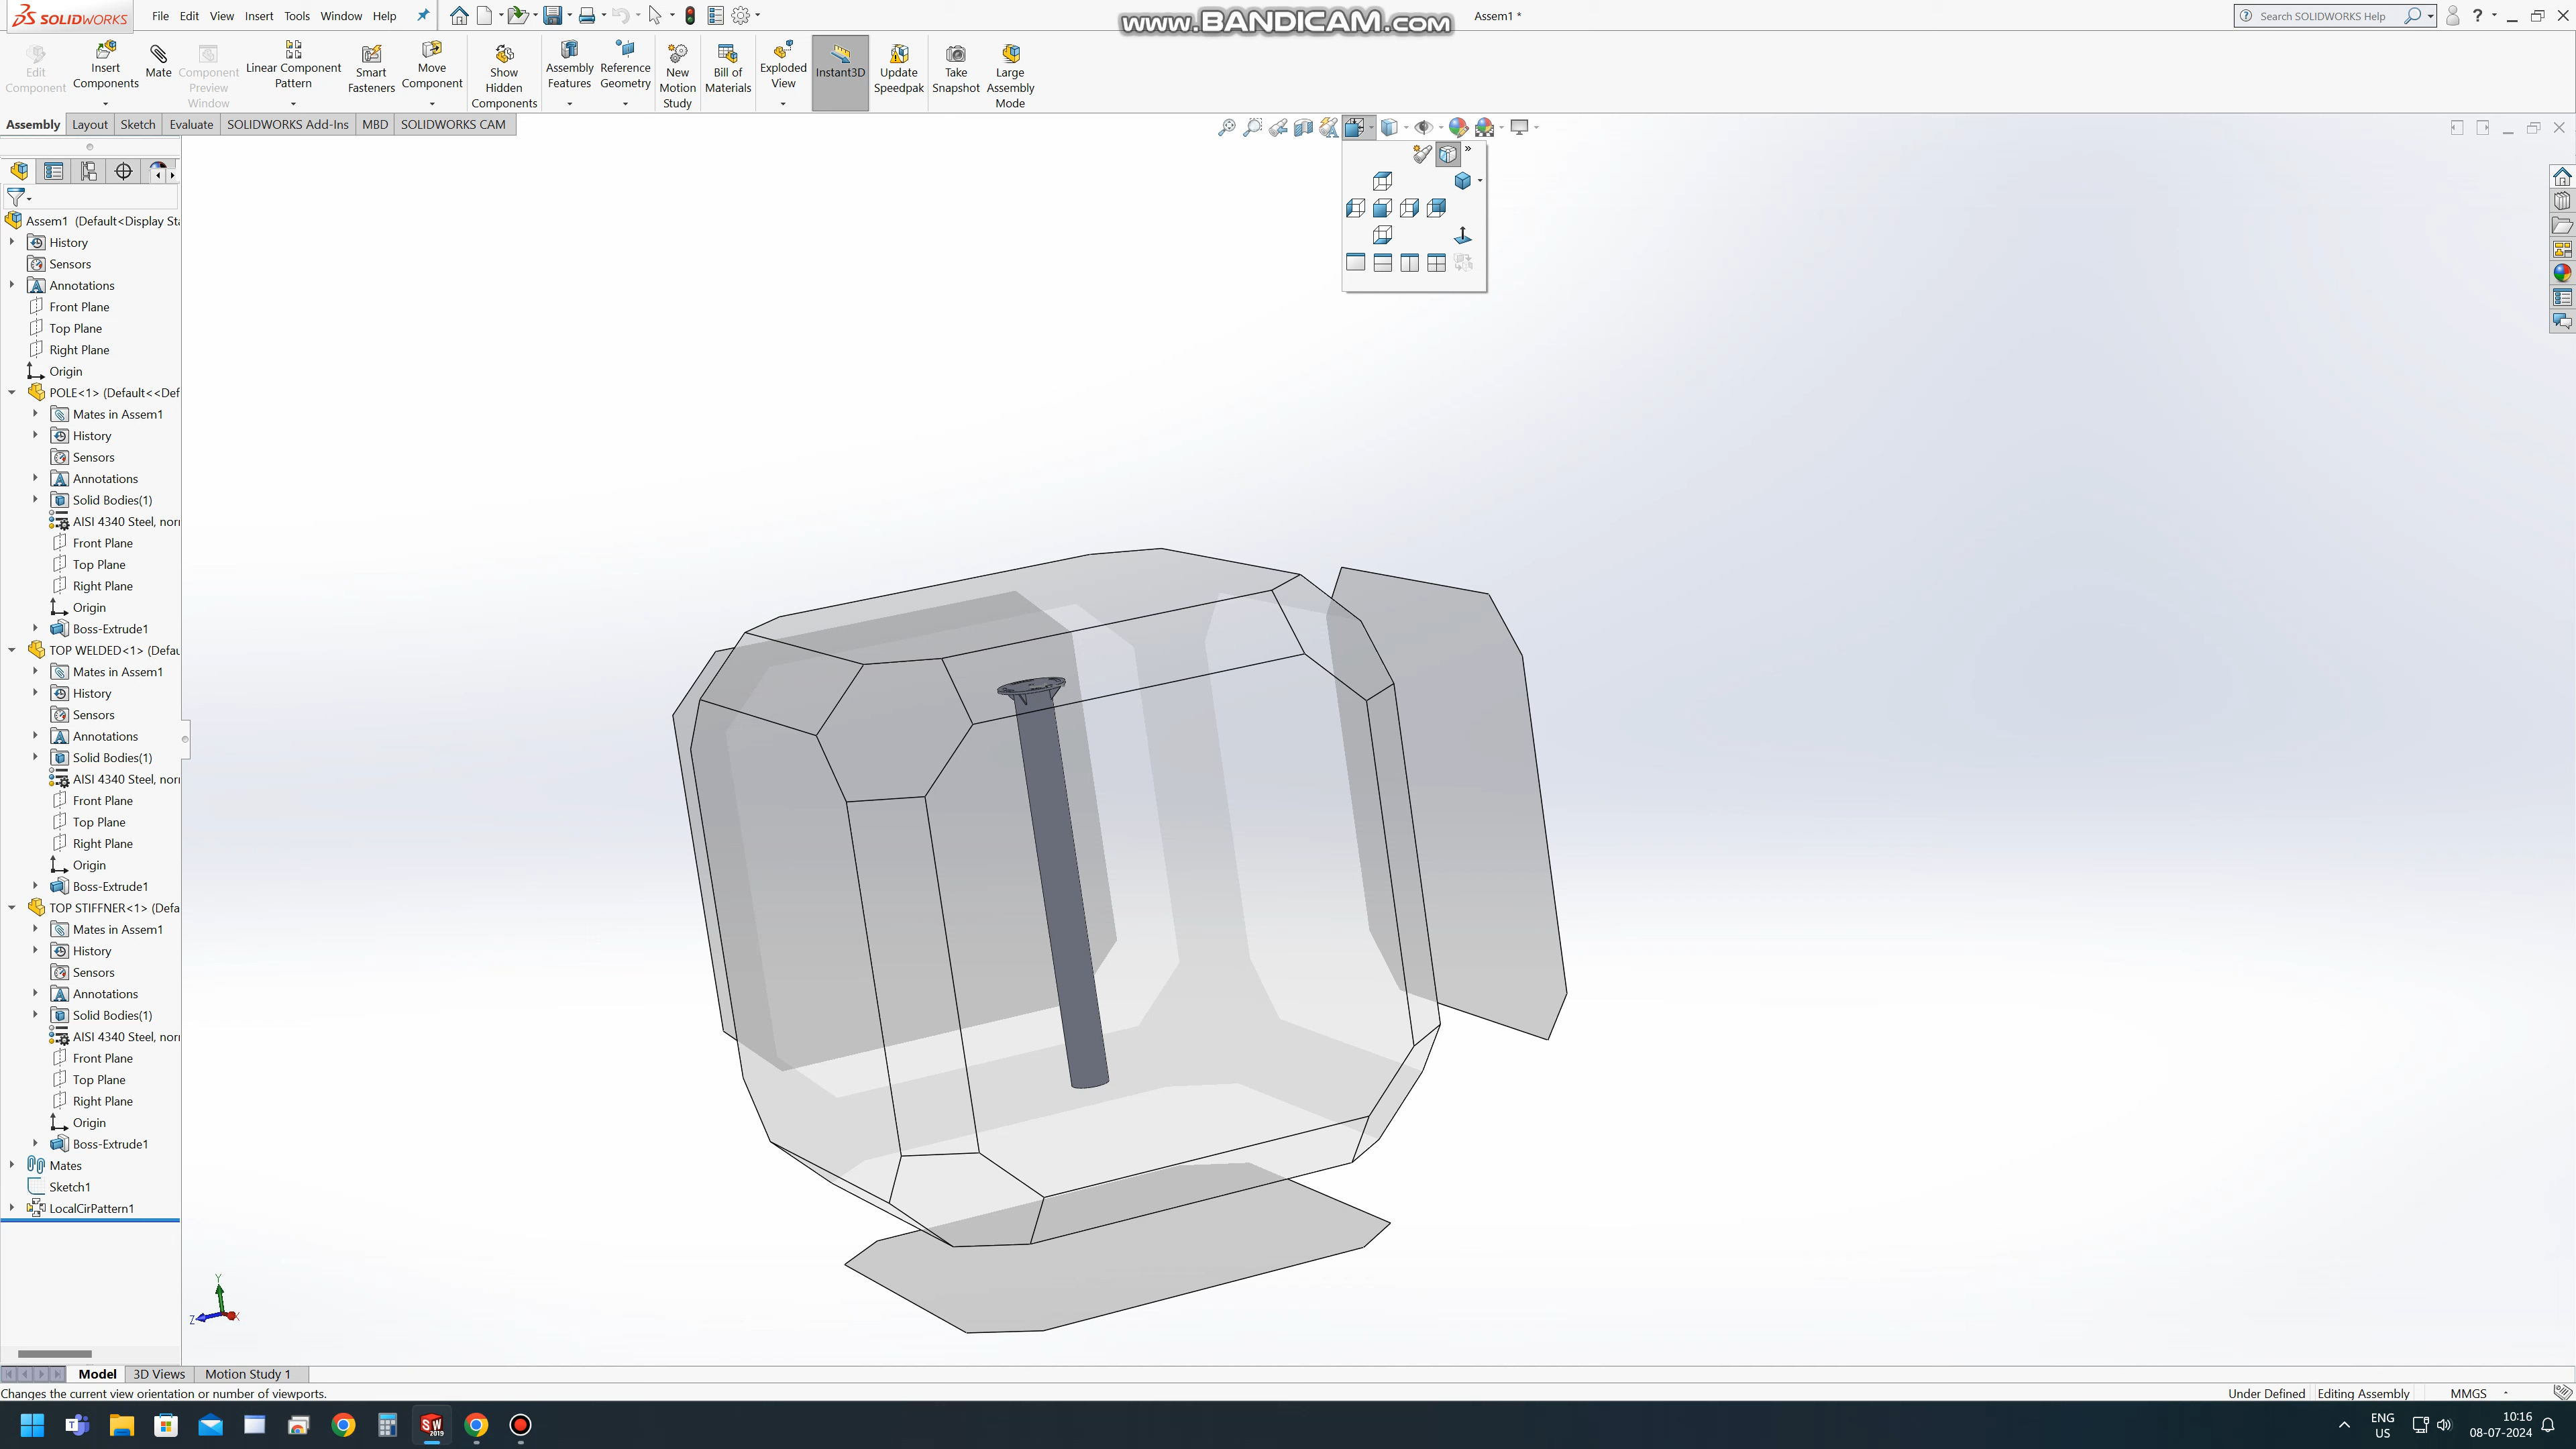 SOLIDWORKS
File Edit View Insert Tools Window Help
www.BANDICAM.com
Assem1 *
Search SOLIDWORKS Help
Edit Component
Insert Components
Mate
Component Preview Window
Linear Component Pattern
Smart Fasteners
Move Component
Show Hidden Components
Assembly Features
Reference Geometry
New Motion Study
Bill of Materials
Exploded View
Instant3D
Update Speedpak
Take Snapshot
Large Assembly Mode
Assembly Layout Sketch Evaluate SOLIDWORKS Add-Ins MBD SOLIDWORKS CAM
Assem1 (Default<Display Sta
History
Sensors
Annotations
Front Plane
Top Plane
Right Plane
Origin
POLE<1> (Default<<Def
Mates in Assem1
History
Sensors
Annotations
Solid Bodies(1)
AISI 4340 Steel, nor
Front Plane
Top Plane
Right Plane
Origin
Boss-Extrude1
TOP WELDED<1> (Defau
Mates in Assem1
History
Sensors
Annotations
Solid Bodies(1)
AISI 4340 Steel, nor
Front Plane
Top Plane
Right Plane
Origin
Boss-Extrude1
TOP STIFFNER<1> (Defa
Mates in Assem1
History
Sensors
Annotations
Solid Bodies(1)
AISI 4340 Steel, nor
Front Plane
Top Plane
Right Plane
Origin
Boss-Extrude1
Mates
Sketch1
LocalCirPattern1
Y
Z X
Model 3D Views Motion Study 1
Changes the current view orientation or number of viewports.
Under Defined Editing Assembly MMGS
ENG
US
10:16
08-07-2024